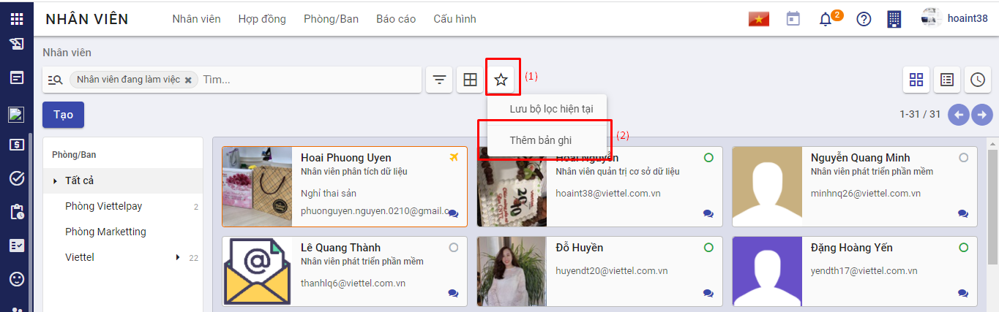 NHÂN VIÊN
Nhân viên
Hợp đồng
Phòng/Ban
Báo cáo
Cấu hình
2
hoaint38
Nhân viên
Nhân viên đang làm việc
Tìm...
(1)
Lưu bộ lọc hiện tại
Thêm bản ghi
(2)
Tạo
1-31 / 31
Phòng/Ban
Tất cả
Phòng Viettelpay 2
Phòng Marketting
Viettel 22
Hoai Phuong Uyen
Nhân viên phân tích dữ liệu
Nghỉ thai sản
phuonguyen.nguyen.0210@gmail.c
Hoai Nguyễn
Nhân viên quản trị cơ sở dữ liệu
hoaint38@viettel.com.vn
Nguyễn Quang Minh
Nhân viên phát triển phần mềm
minhnq26@viettel.com.vn
Lê Quang Thành
Nhân viên phát triển phần mềm
thanhlq6@viettel.com.vn
Đỗ Huyền
huyendt20@viettel.com.vn
Đặng Hoàng Yến
yendth17@viettel.com.vn